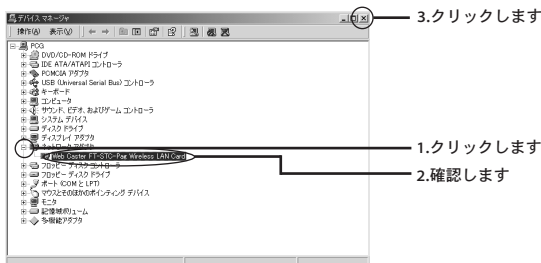 デバイス マネージャ
操作(A) 表示(V)
PCG
DVD/CD-ROM ドライブ
IDE ATA/ATAPI コントローラ
PCMCIA アダプタ
USB (Universal Serial Bus) コントローラ
キーボード
コンピュータ
サウンド、ビデオ、およびゲーム コントローラ
システム デバイス
ディスク ドライブ
ディスプレイ アダプタ
ネットワーク アダプタ
Web Caster FT-STC-Pair Wireless LAN Card
フロッピー ディスク コントローラ
フロッピー ディスク ドライブ
ポート (COM と LPT)
マウスとそのほかのポインティング デバイス
モニタ
記憶域ボリューム
多機能アダプタ
3.クリックします
1.クリックします
2.確認します